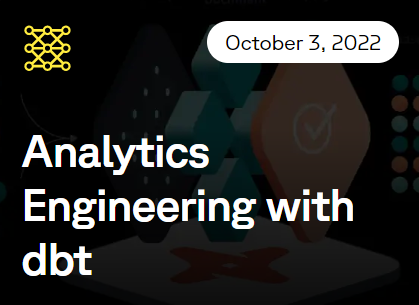 October 3, 2022
Analytics
Engineering with
dbt